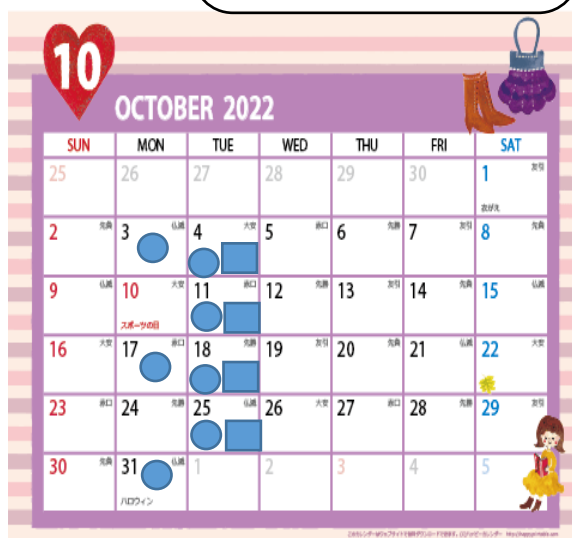 10
OCTOBER 2022
SUN MON TUE WED THU FRI SAT
25 26 27 28 29 30 1 友引
衣がえ
2 先負 3 仏滅 4 大安 5 赤口 6 先勝 7 友引 8 先負
9 仏滅 10 大安 11 赤口 12 先勝 13 友引 14 先負 15 仏滅
スポーツの日
16 大安 17 赤口 18 先勝 19 友引 20 先負 21 仏滅 22 大安
23 赤口 24 先勝 25 仏滅 26 大安 27 赤口 28 先勝 29 友引
30 先負 31 仏滅 1 2 3 4 5
ハロウィン